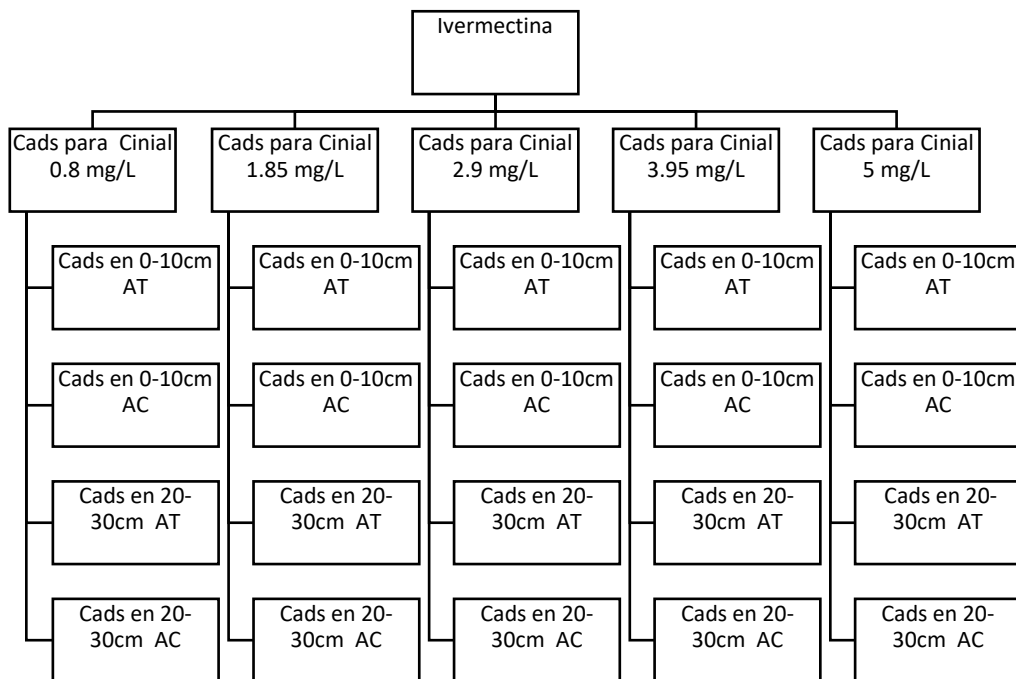 Ivermectina
Cads para Cinial
0.8 mg/L
Cads para Cinial
1.85 mg/L
Cads para Cinial
2.9 mg/L
Cads para Cinial
3.95 mg/L
Cads para Cinial
5 mg/L
Cads en 0-10cm
AT
Cads en 0-10cm
AT
Cads en 0-10cm
AT
Cads en 0-10cm
AT
Cads en 0-10cm
AT
Cads en 0-10cm
AC
Cads en 0-10cm
AC
Cads en 0-10cm
AC
Cads en 0-10cm
AC
Cads en 0-10cm
AC
Cads en 20-
30cm AT
Cads en 20-
30cm AT
Cads en 20-
30cm AT
Cads en 20-
30cm AT
Cads en 20-
30cm AT
Cads en 20-
30cm AC
Cads en 20-
30cm AC
Cads en 20-
30cm AC
Cads en 20-
30cm AC
Cads en 20-
30cm AC